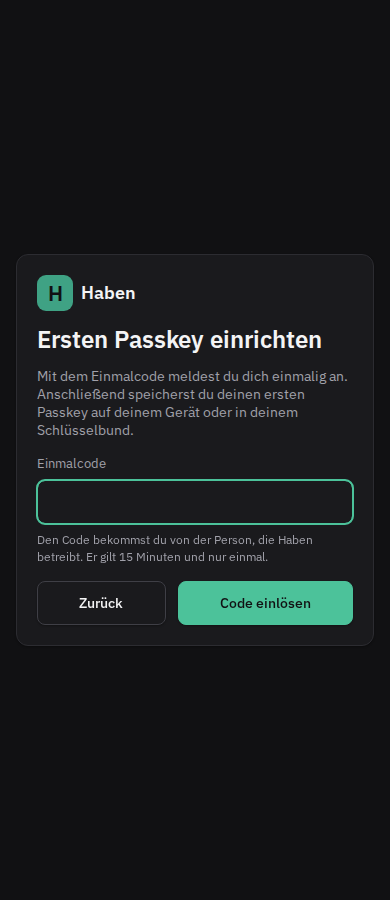 H Haben
Ersten Passkey einrichten
Mit dem Einmalcode meldest du dich einmalig an.
Anschließend speicherst du deinen ersten
Passkey auf deinem Gerät oder in deinem
Schlüsselbund.
Einmalcode
Den Code bekommst du von der Person, die Haben
betreibt. Er gilt 15 Minuten und nur einmal.
Zurück Code einlösen